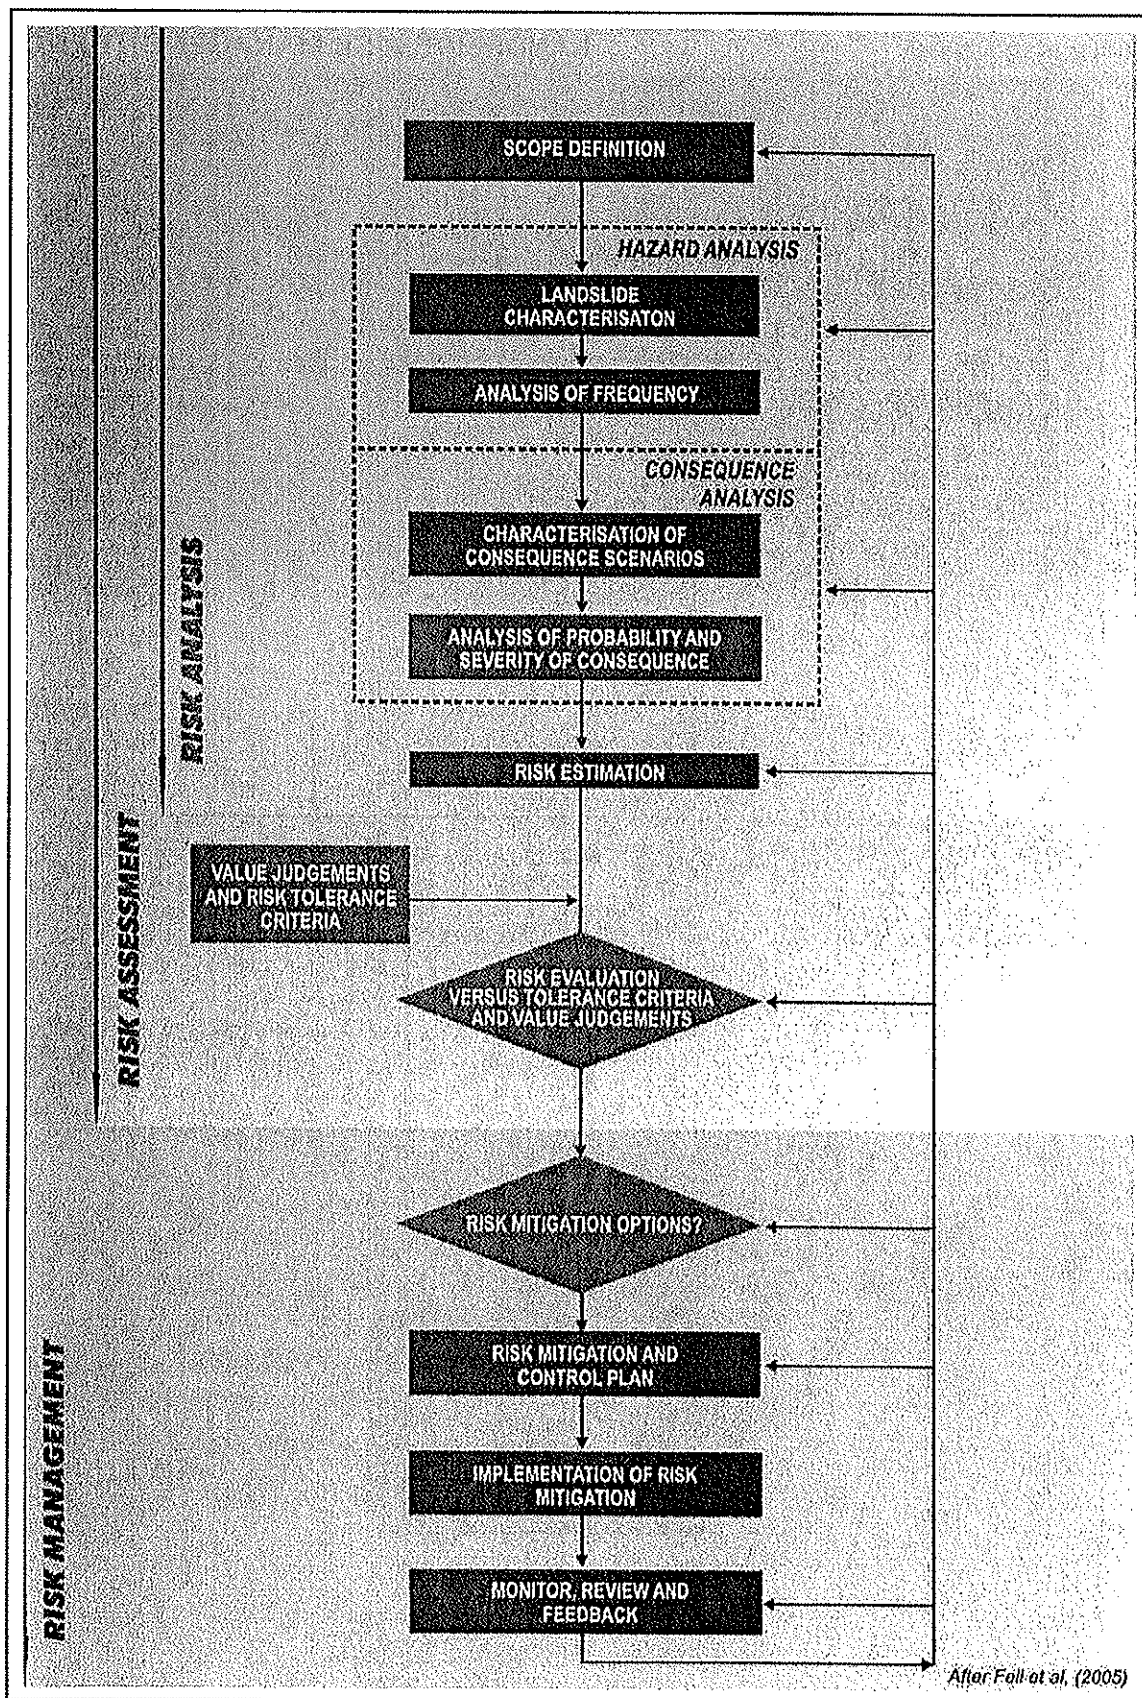 SCOPE DEFINITION
HAZARD ANALYSIS
LANDSLIDE
CHARACTERISATON
ANALYSIS OF FREQUENCY
CONSEQUENCE
ANALYSIS
CHARACTERISATION OF
CONSEQUENCE SCENARIOS
ANALYSIS OF PROBABILITY AND
SEVERITY OF CONSEQUENCE
RISK ANALYSIS
RISK ESTIMATION
VALUE JUDGEMENTS
AND RISK TOLERANCE
CRITERIA
RISK ASSESSMENT
RISK EVALUATION
VERSUS TOLERANCE CRITERIA
AND VALUE JUDGEMENTS
RISK MITIGATION OPTIONS?
RISK MITIGATION AND
CONTROL PLAN
RISK MANAGEMENT
IMPLEMENTATION OF RISK
MITIGATION
MONITOR, REVIEW AND
FEEDBACK
After Fell et al, (2005)